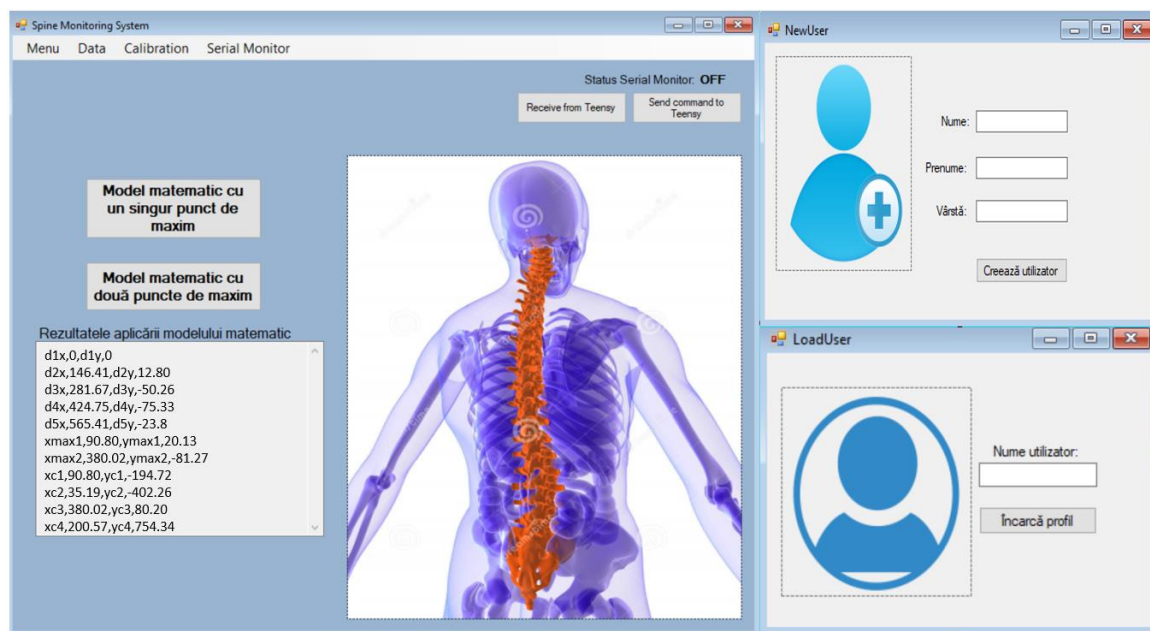 Spine Monitoring System
Menu Data Calibration Serial Monitor
Status Serial Monitor: OFF
Receive from Teensy
Send command to
Teensy
Model matematic cu
un singur punct de
maxim
Model matematic cu
două puncte de maxim
Rezultatele aplicării modelului matematic
d1x,0,d1y,0
d2x,146.41,d2y,12.80
d3x,281.67,d3y,-50.26
d4x,424.75,d4y,-75.33
d5x,565.41,d5y,-23.8
xmax1,90.80,ymax1,20.13
xmax2,380.02,ymax2,-81.27
xc1,90.80,yc1,-194.72
xc2,35.19,yc2,-402.26
xc3,380.02,yc3,80.20
xc4,200.57,yc4,754.34
NewUser
Nume:
Prenume:
Vârstă:
Creează utilizator
LoadUser
Nume utilizator:
Încarcă profil